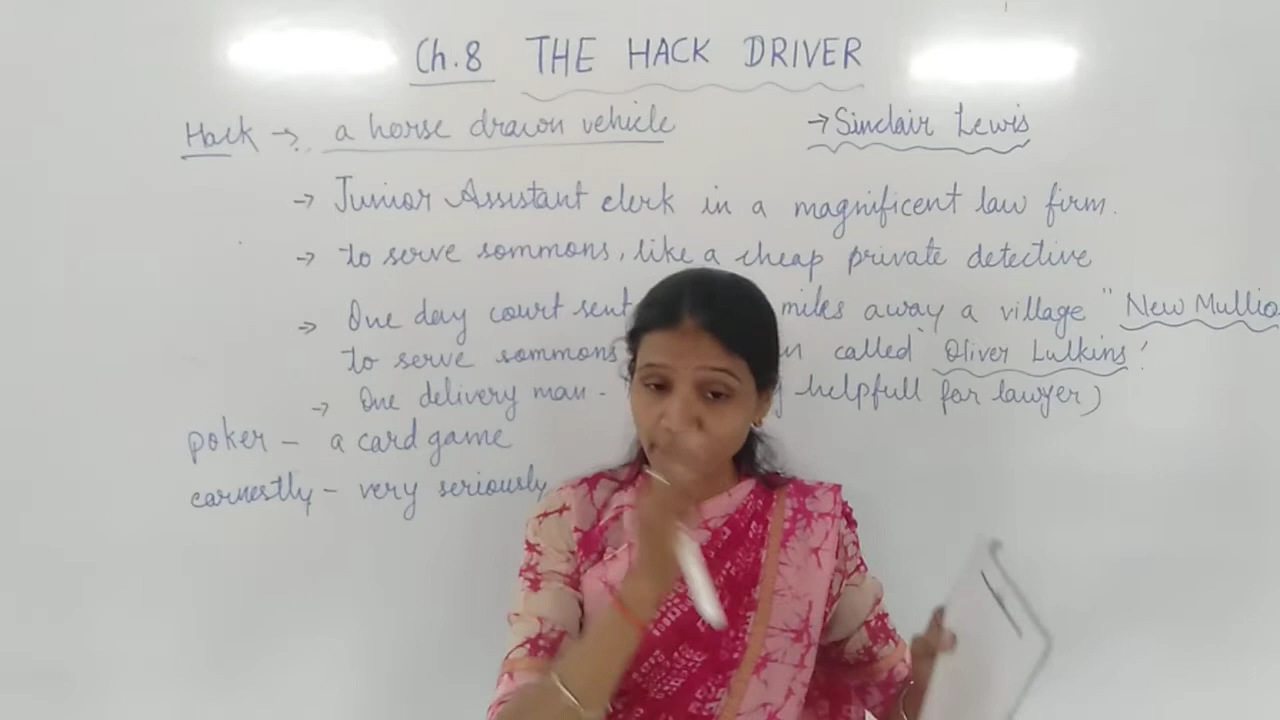 Ch.8 THE HACK DRIVER
Hack → a horse drawn vehicle → Sinclair Lewis
→ Junior Assistant clerk in a magnificent law firm.
→ to serve sommons, like a cheap private detective
→ One day court sent miles away a village "New Mullio
to serve sommons called 'Oliver Lulkins'
→ One delivery man - helpfull for lawyer)
poker - a card game
earnestly - very seriously